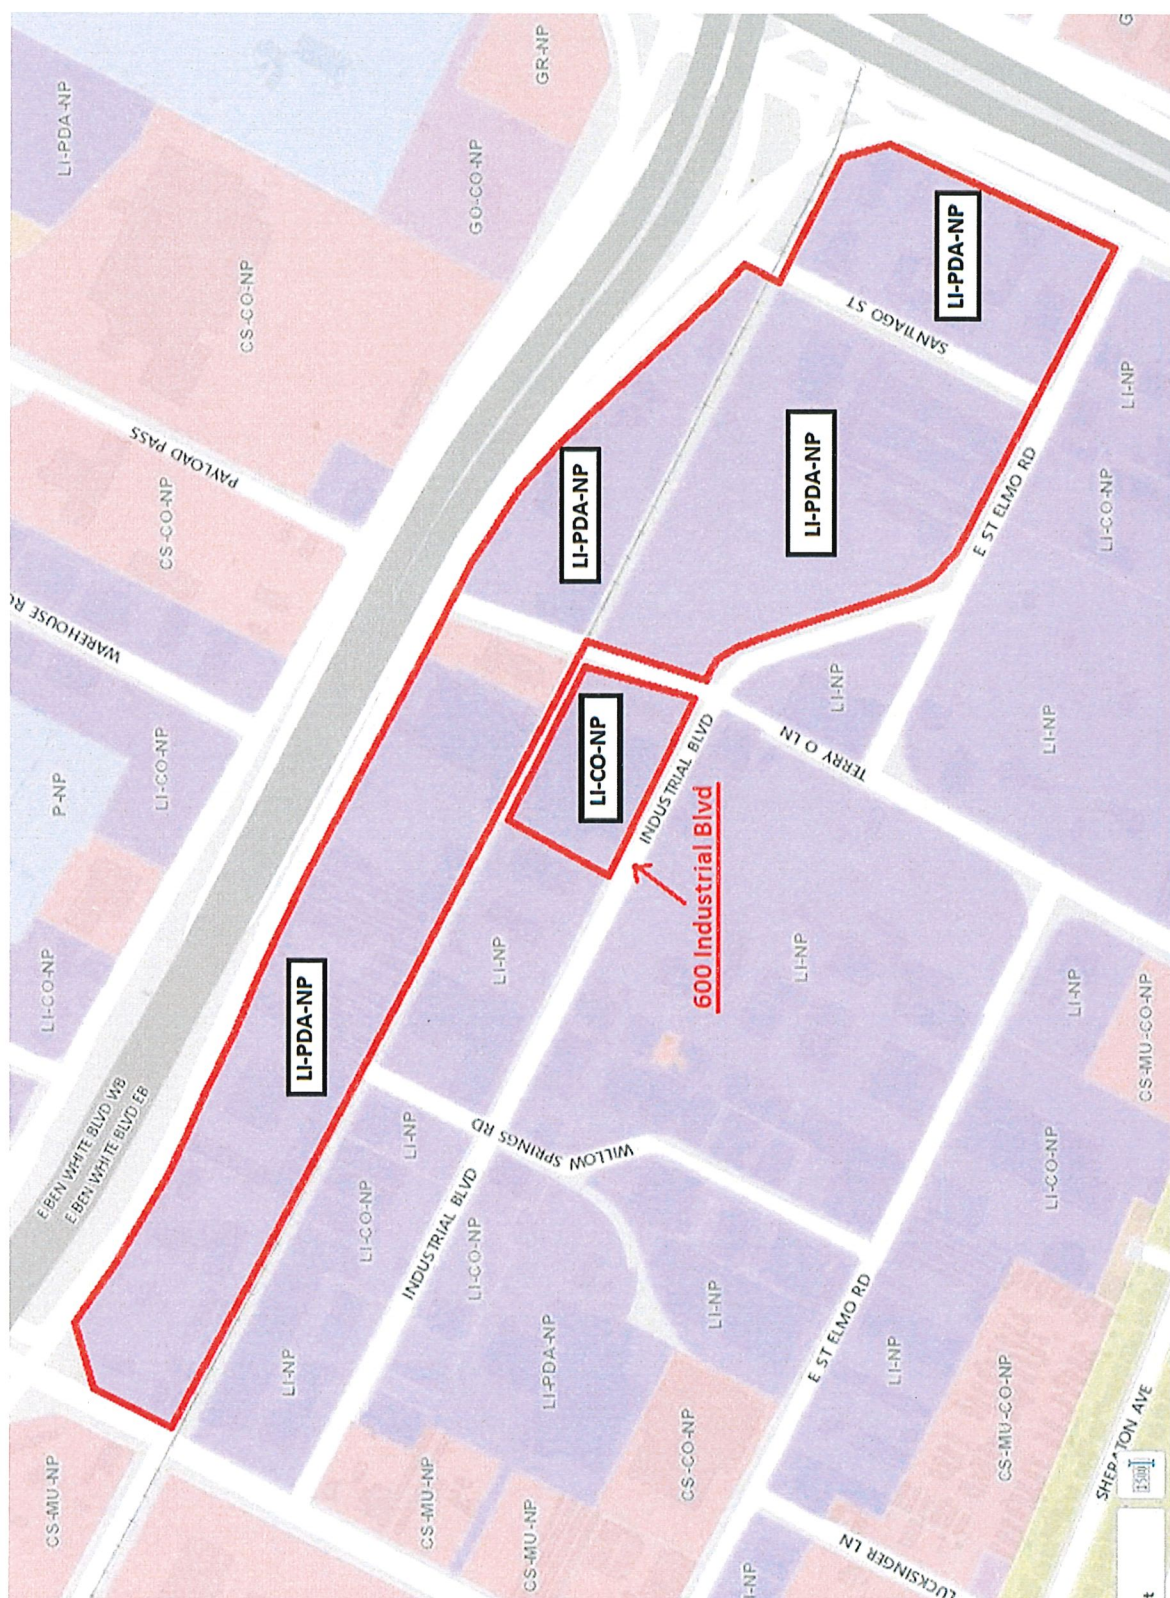 CS-MU-NP
LI-CO-NP
P-NP
LI-PDA-NP
E BEN WHITE BLVD WB
E BEN WHITE BLVD EB
WAREHOUSE
LI-CO-NP
CS-CO-NP
PAYLOAD PASS
CS-CO-NP
LI-NP
LI-PDA-NP
LI-CO-NP
LI-NP
CS-MU-NP
INDUSTRIAL BLVD
LI-CO-NP
GO-CO-NP
LI-NP
CS-MU-NP
GR-NP
LI-PDA-NP
WILLOW SPRINGS RD
LI-PDA-NP
LI-CO-NP
INDUSTRIAL BLVD
CS-CO-NP
600 Industrial Blvd
LI-NP
LI-NP
LI-NP
LI-PDA-NP
TERRY O LN
LI-NP
E ST ELMO RD
SANTIAGO ST
LI-NP
LUCKSINGER LN
LI-PDA-NP
CS-MU-CO-NP
E ST ELMO RD
LI-NP
LI-CO-NP
LI-NP
LI-CO-NP
SHERATON AVE
LI-NP
CS-MU-CO-NP